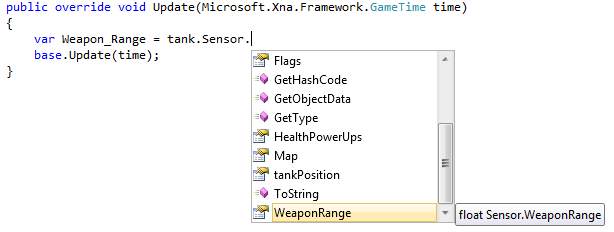 public override void Update(Microsoft.Xna.Framework.GameTime time)
{
var Weapon_Range = tank.Sensor.
base.Update(time);
}
Flags
GetHashCode
GetObjectData
GetType
HealthPowerUps
Map
tankPosition
ToString
WeaponRange
float Sensor.WeaponRange